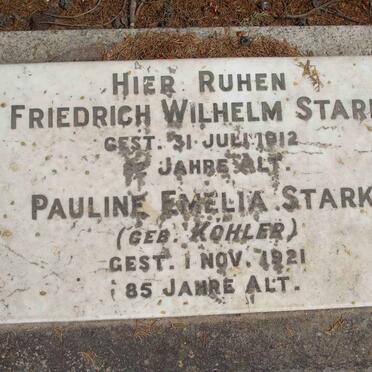 HIER RUHEN
FRIEDRICH WILHELM STARK
GEST. 31 JULI 1912
JAHRE ALT.
PAULINE EMELIA STARK
(GEB. KOHLER)
GEST. 1 NOV. 1921
85 JAHRE ALT.